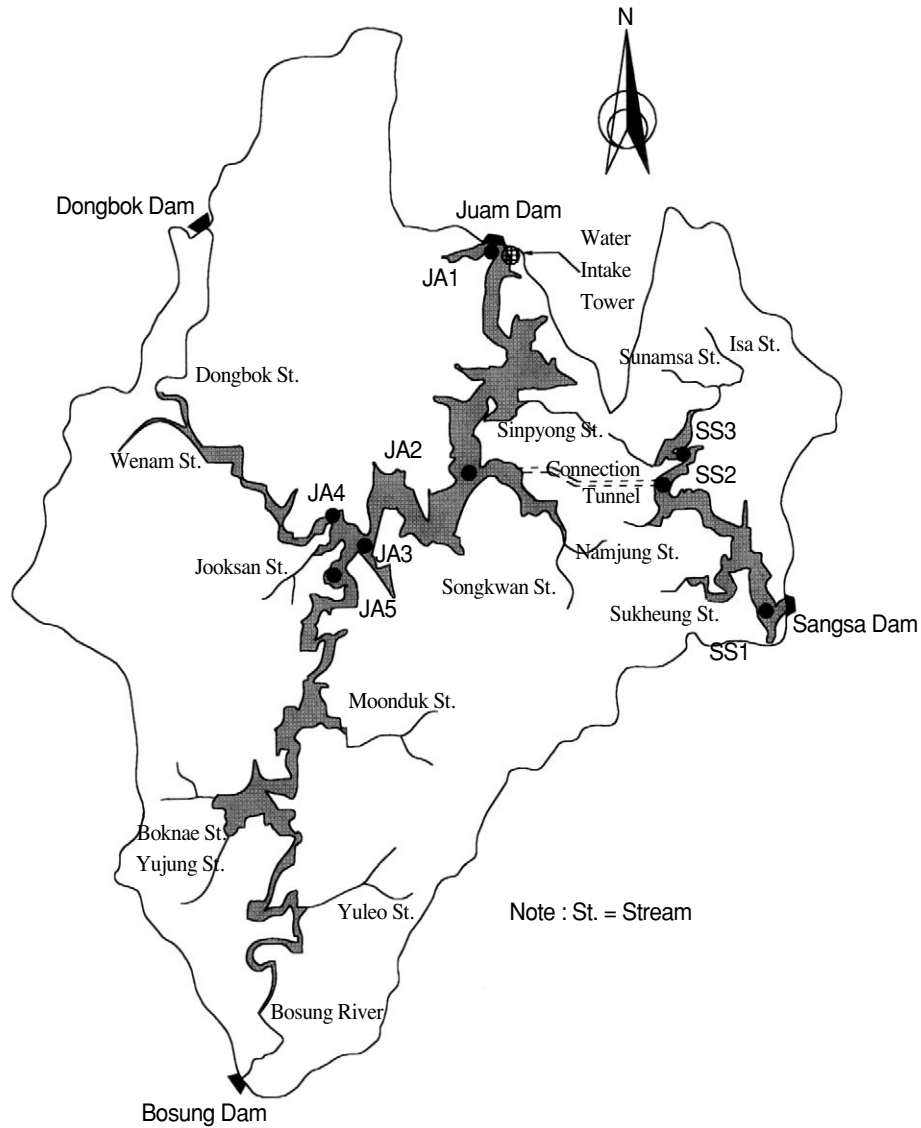 N
Dongbok Dam
Juam Dam
Water
Intake
Tower
JA1
Isa St.
Sunamsa St.
Dongbok St.
Sinpyong St.
SS3
Wenam St.
JA2
Connection
SS2
Tunnel
JA4
JA3
Namjung St.
Jooksan St.
JA5
Songkwan St.
Sukheung St.
Sangsa Dam
SS1
Moonduk St.
Boknae St.
Yujung St.
Yuleo St.
Note : St. = Stream
Bosung River
Bosung Dam